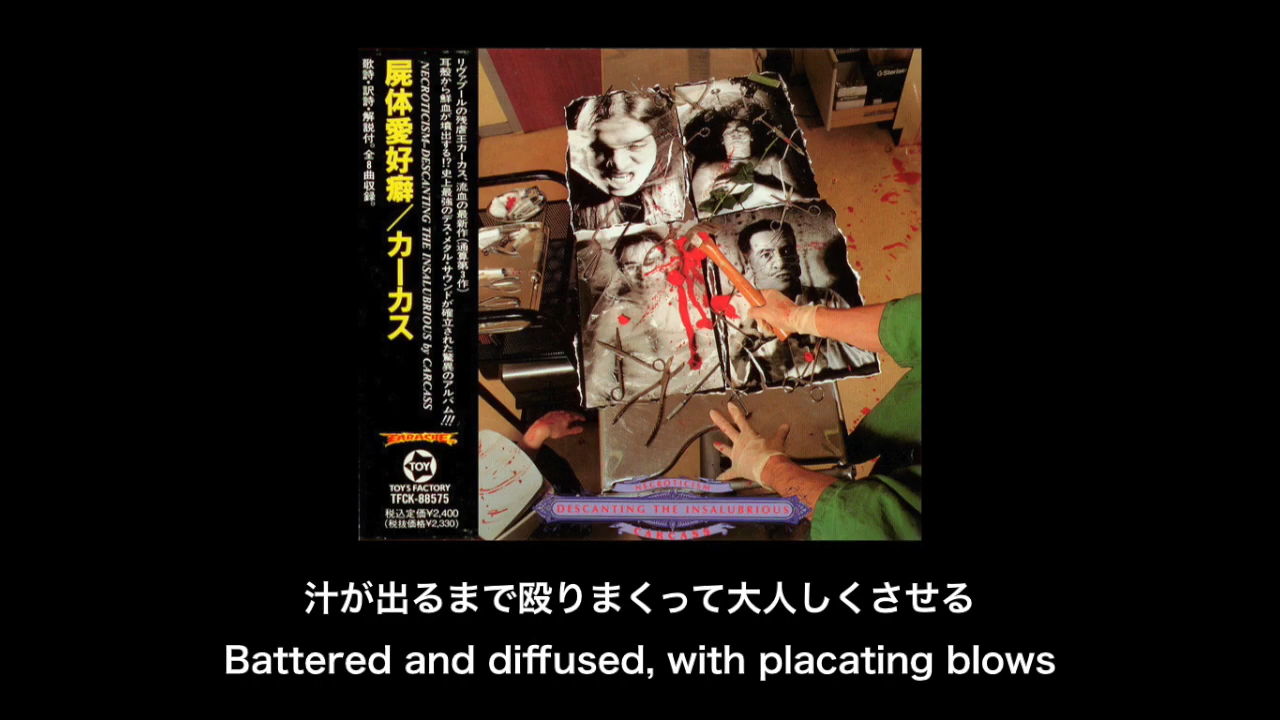 リヴァプールの残虐王カーカス、流血の最新作(通算第3作)
耳殻から鮮血が噴出する!?史上最強のデス・メタル・サウンドが確立された驚異のアルバム!!!
NECROTICISM-DESCANTING THE INSALUBRIOUS by CARCASS
屍体愛好癖/カーカス
歌詩・訳詩・解説付。全8曲収録。
EARACHE
TOY
TOY'S FACTORY
TFCK-88575
税込定価¥2,400
(税抜価格¥2,330)
NECROTICISM
DESCANTING THE INSALUBRIOUS
CARCASS
汁が出るまで殴りまくって大人しくさせる
Battered and diffused, with placating blows